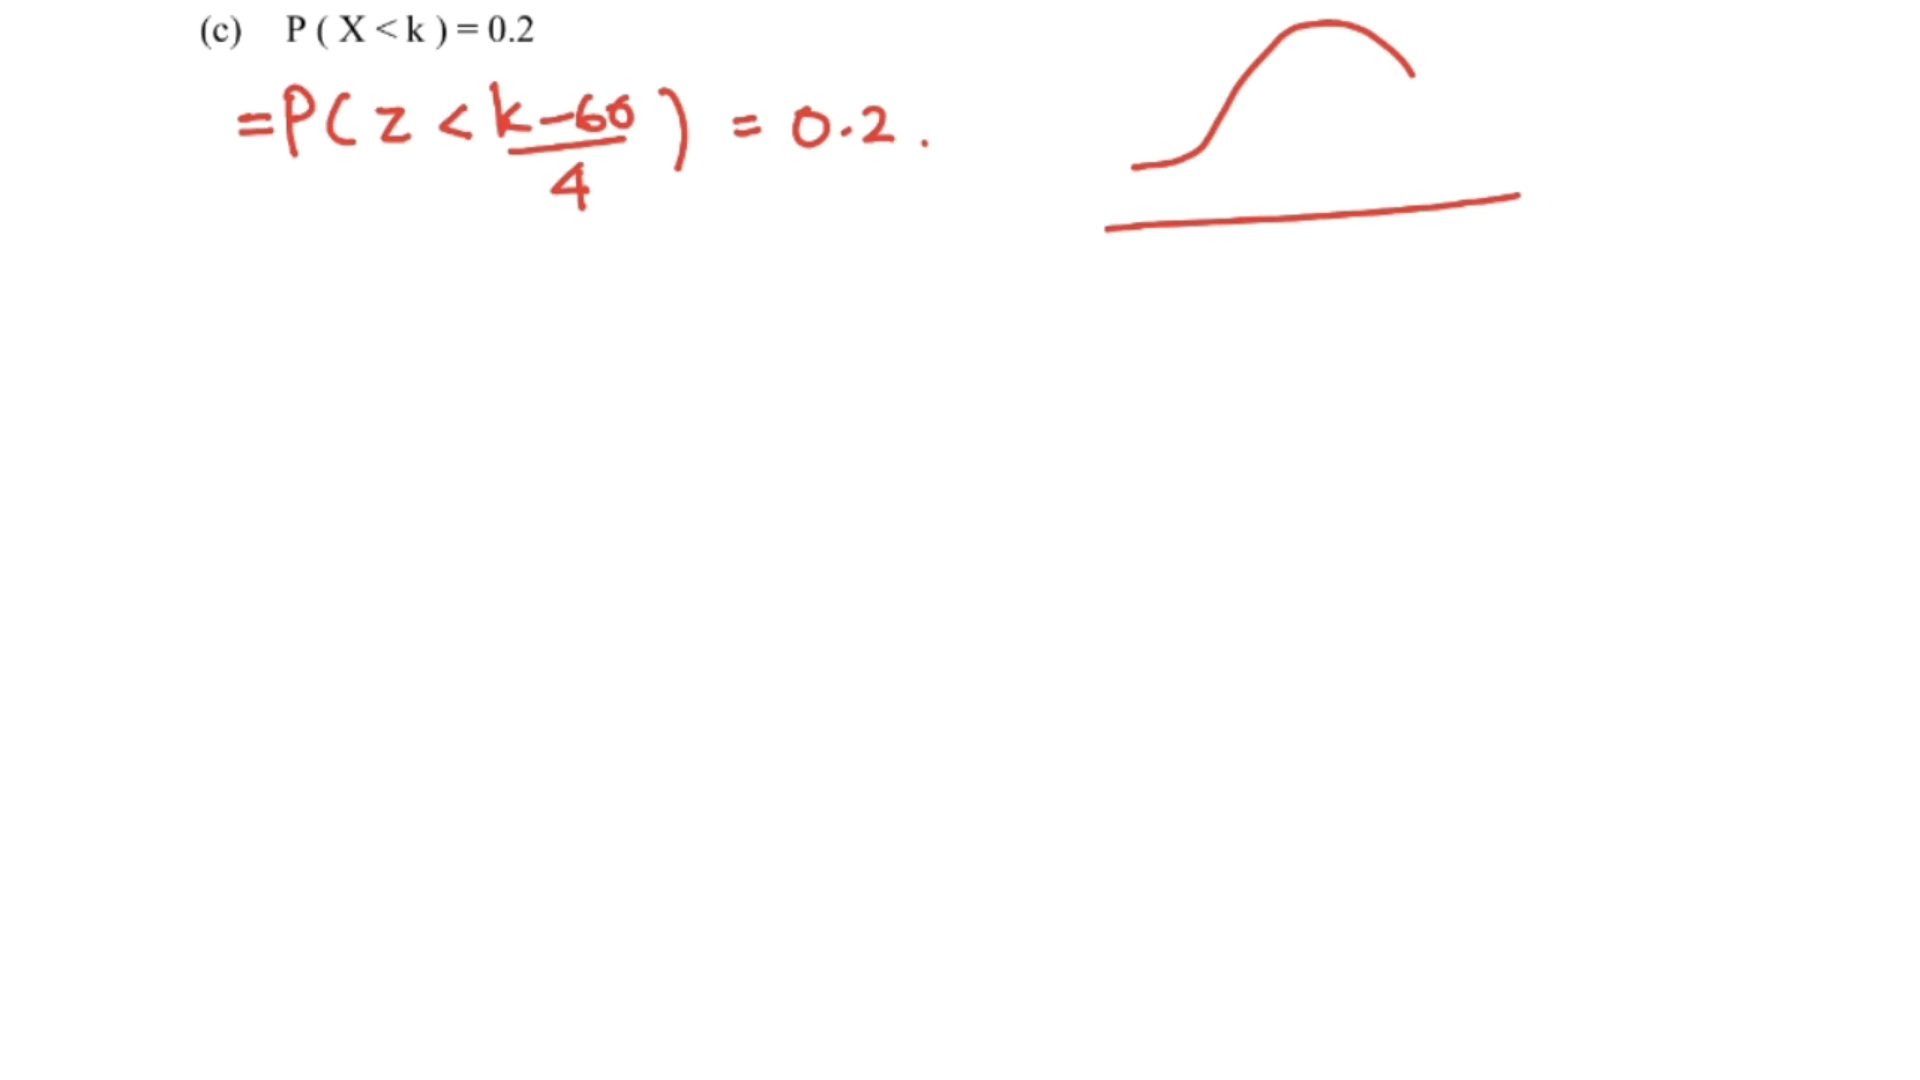 (c) P ( X < k ) = 0.2
=P( z < k-60 ) = 0.2 .
4